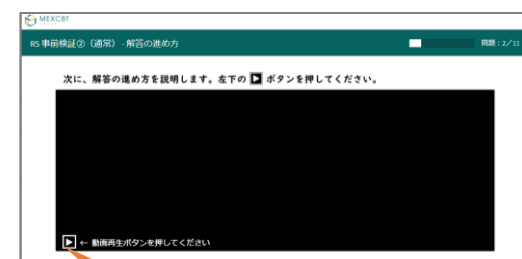 MEXCBT
R5 事前検証②（通常） - 解答の進め方
問題：2/11
次に、解答の進め方を説明します。左下の ▶ ボタンを押してください。
▶ ← 動画再生ボタンを押してください